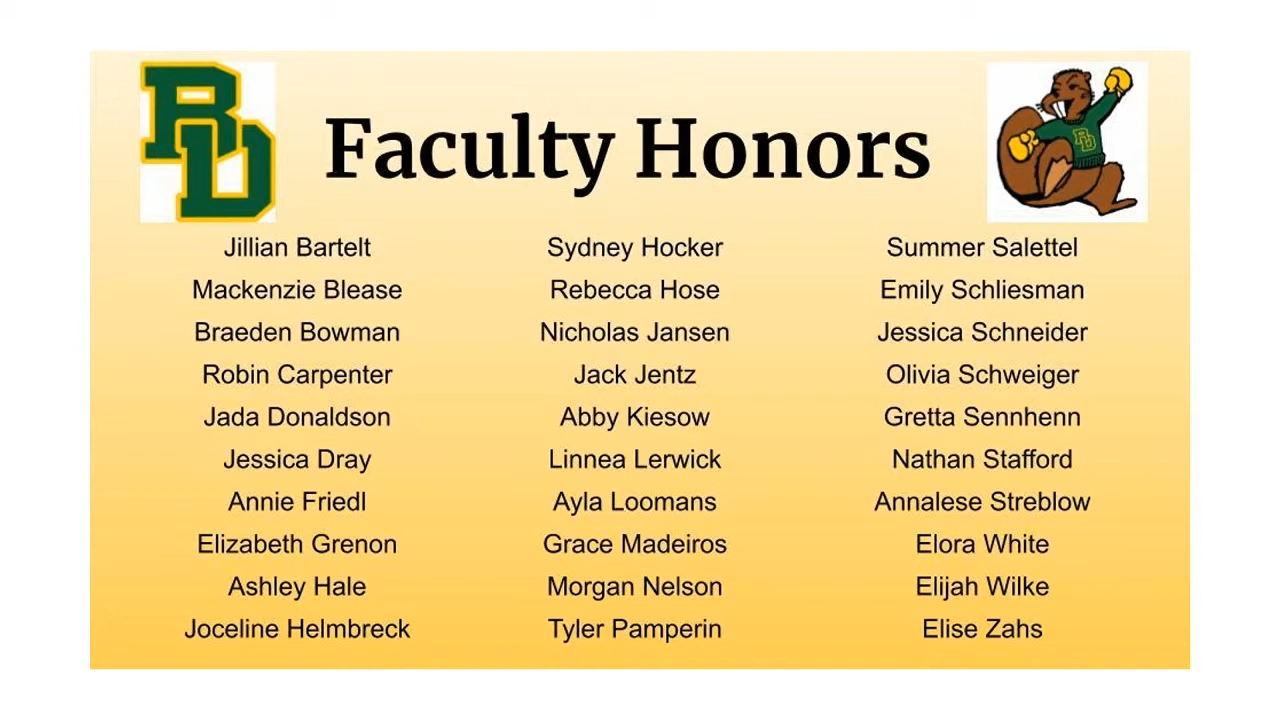 BD
Faculty Honors
BD
Jillian Bartelt
Mackenzie Blease
Braeden Bowman
Robin Carpenter
Jada Donaldson
Jessica Dray
Annie Friedl
Elizabeth Grenon
Ashley Hale
Joceline Helmbreck
Sydney Hocker
Rebecca Hose
Nicholas Jansen
Jack Jentz
Abby Kiesow
Linnea Lerwick
Ayla Loomans
Grace Madeiros
Morgan Nelson
Tyler Pamperin
Summer Salettel
Emily Schliesman
Jessica Schneider
Olivia Schweiger
Gretta Sennhenn
Nathan Stafford
Annalese Streblow
Elora White
Elijah Wilke
Elise Zahs